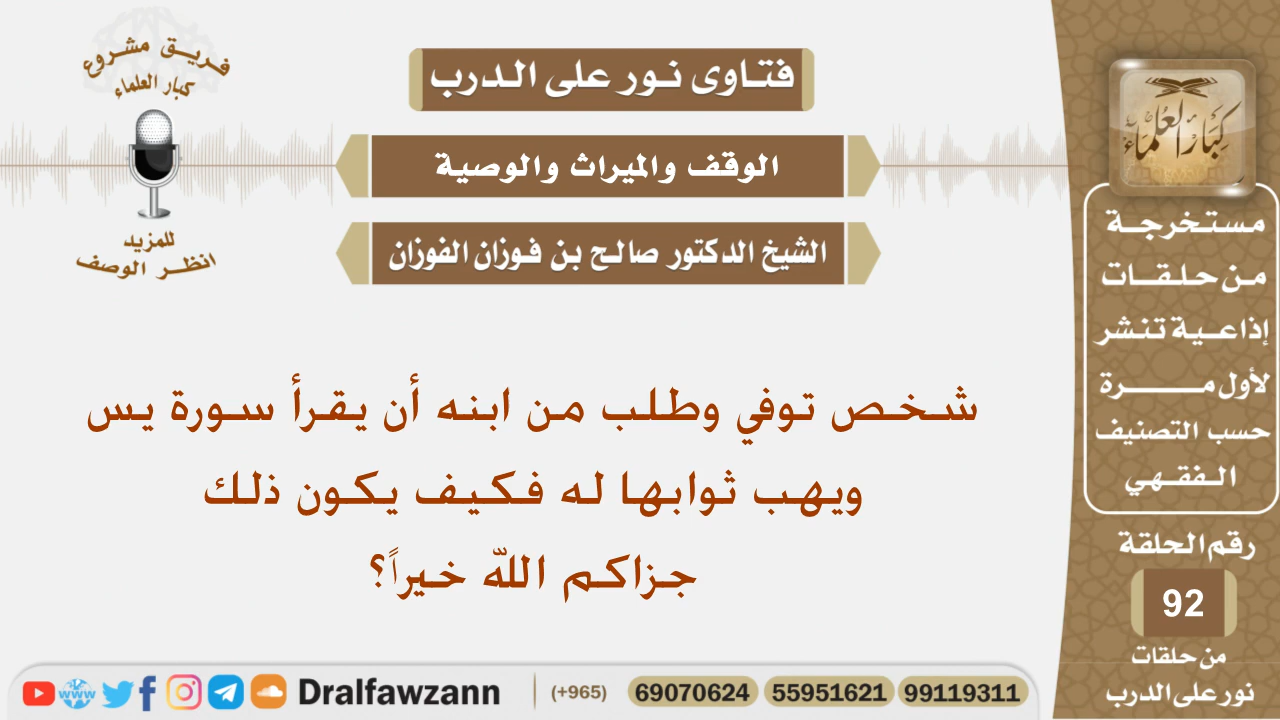 فتاوى نور على الدرب
الوقف والميراث والوصية
الشيخ الدكتور صالح بن فوزان الفوزان
شخص توفي وطلب من ابنه أن يقرأ سورة يس
ويهب ثوابها له فكيف يكون ذلك
جزاكم الله خيراً؟
فريق مشروع
كبار العلماء
للمزيد
انظر الوصف
كبار العلماء
مستخرجة
من حلقات
إذاعية تنشر
لأول مرة
حسب التصنيف
الفقهي
رقم الحلقة
92
من حلقات
نور على الدرب
www
Dralfawzann
(+965)
69070624
55951621
99119311